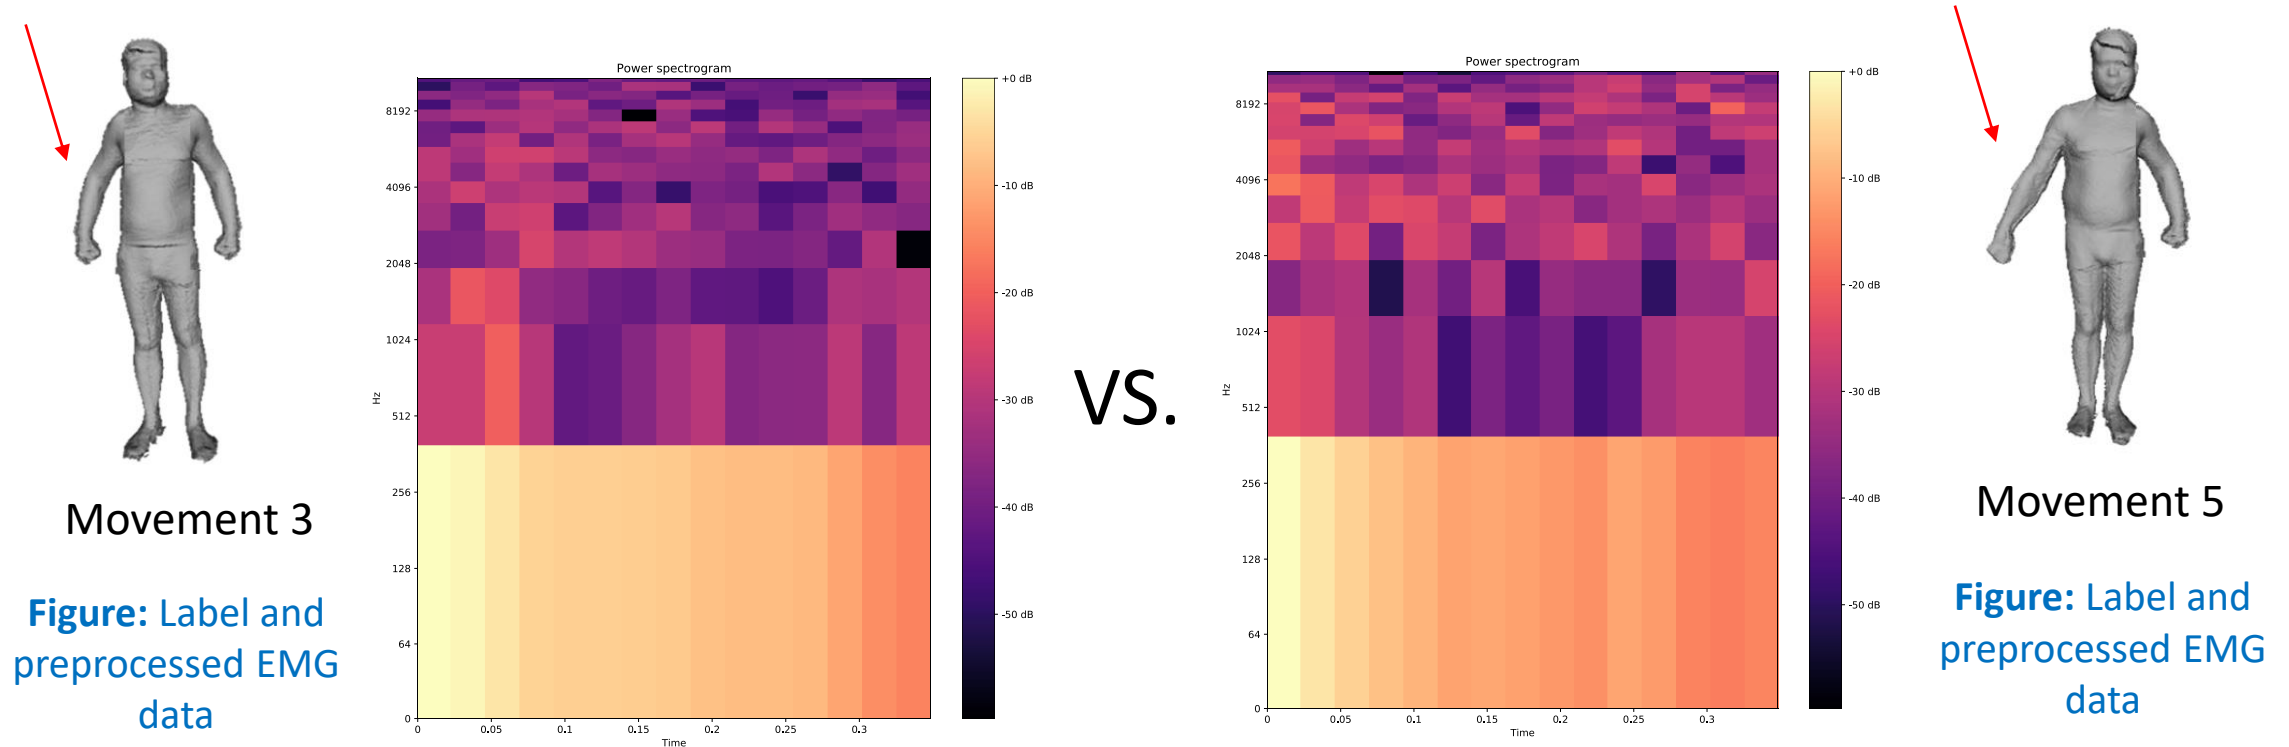 Power spectrogram
8192
4096
2048
1024
512
256
128
64
0
Hz
0
0.05
0.1
0.15
0.2
0.25
0.3
Time
+0 dB
-10 dB
-20 dB
-30 dB
-40 dB
-50 dB
Movement 3
Figure: Label and
preprocessed EMG
data
VS.
Power spectrogram
8192
4096
2048
1024
512
256
128
64
0
Hz
0
0.05
0.1
0.15
0.2
0.25
0.3
Time
+0 dB
-10 dB
-20 dB
-30 dB
-40 dB
-50 dB
Movement 5
Figure: Label and
preprocessed EMG
data